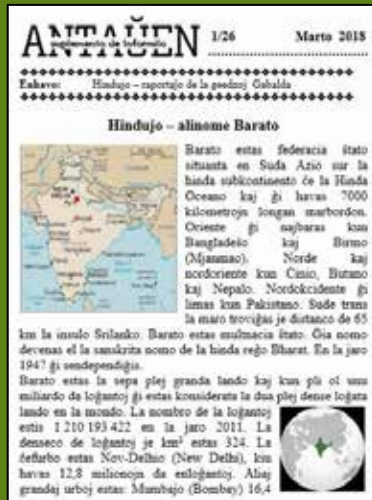 ANTAŬEN
suplemento de Informilo
1/26 Marto 2018
Enhavo: Hindujo – raportajo de la geedzoj Gabalda
Hindujo – alinome Barato
Barato estas federacia ŝtato
situanta en Suda Azio sur la
hinda subkontinento ĉe la Hinda
Oceano kaj ĝi havas 7000
kilometrojn longan marbordon.
Oriente ĝi najbaras kun
Bangladeŝo kaj Birmo
(Mjanmao). Norde kaj
nordoriente kun Ĉinio, Butano
kaj Nepalo. Nordokcidente ĝi
limas kun Pakistano. Sude trans
la maro troviĝas je distanco de 65
km la insulo Srilanko. Barato estas multnacia ŝtato. Ĝia nomo
devenas el la sanskrita nomo de la hinda reĝo Bharat. En la jaro
1947 ĝi sendependiĝis.
Barato estas la sepa plej granda lando kaj kun pli ol unu
miliardo da loĝantoj ĝi estas konsiderata la dua plej dense loĝata
lando en la mondo. La nombro de la loĝantoj
estis 1 210 193 422 en la jaro 2011. La
denseco de loĝantoj je km² estas 324. La
ĉefurbo estas Nov-Delhio (New Delhi), kiu
havas 12,8 milionojn da enloĝantoj. Aliaj
grandaj urboj estas: Mumbajo (Bombay) 16,4